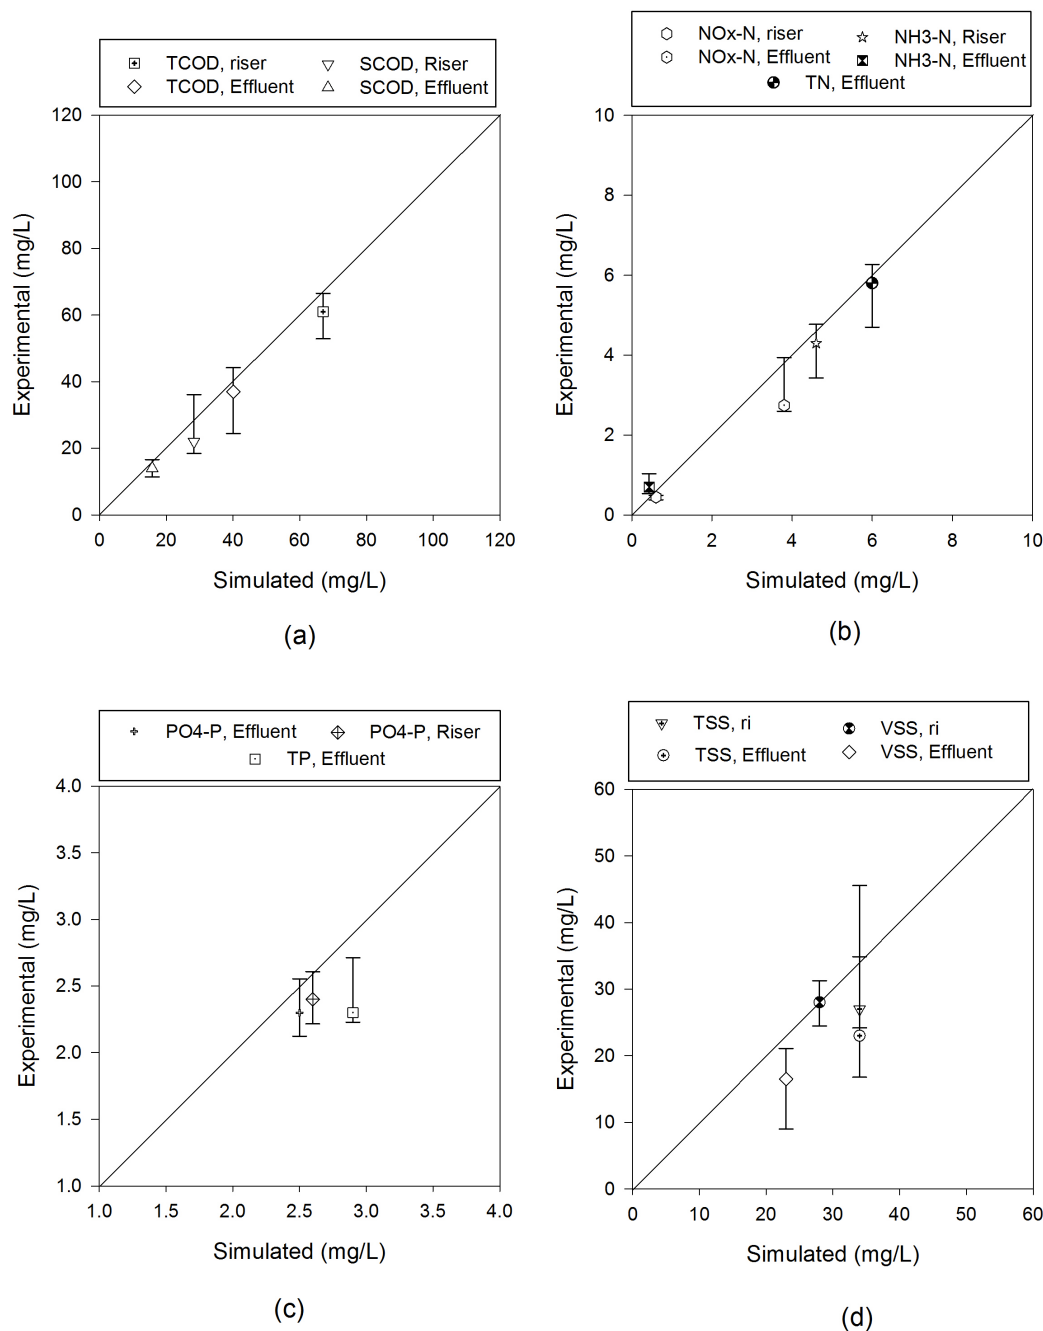 TCOD, riser SCOD, Riser
TCOD, Effluent SCOD, Effluent
120
100
80
60
40
20
0
Experimental (mg/L)
0 20 40 60 80 100 120
Simulated (mg/L)
(a)
NOx-N, riser NH3-N, Riser
NOx-N, Effluent NH3-N, Effluent
TN, Effluent
10
8
6
4
2
0
Experimental (mg/L)
0 2 4 6 8 10
Simulated (mg/L)
(b)
PO4-P, Effluent PO4-P, Riser
TP, Effluent
4.0
3.5
3.0
2.5
2.0
1.5
1.0
Experimental (mg/L)
1.0 1.5 2.0 2.5 3.0 3.5 4.0
Simulated (mg/L)
(c)
TSS, ri VSS, ri
TSS, Effluent VSS, Effluent
60
50
40
30
20
10
0
Experimental (mg/L)
0 10 20 30 40 50 60
Simulated (mg/L)
(d)